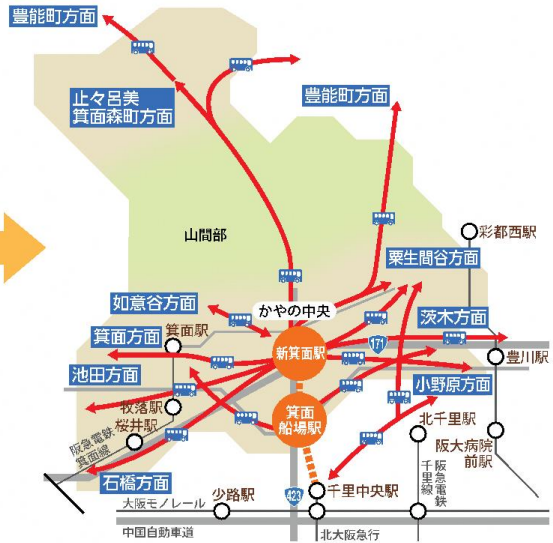 豊能町方面
止々呂美
箕面森町方面
豊能町方面
山間部
彩都西駅
粟生間谷方面
如意谷方面
かやの中央
茨木方面
箕面方面
箕面駅
新箕面駅
171
豊川駅
池田方面
小野原方面
牧落駅
箕面
船場駅
桜井駅
北千里駅
阪急電鉄
箕面線
阪大病院
前駅
石橋方面
423
千里中央駅
阪急電鉄
千里線
少路駅
大阪モノレール
中国自動車道
北大阪急行